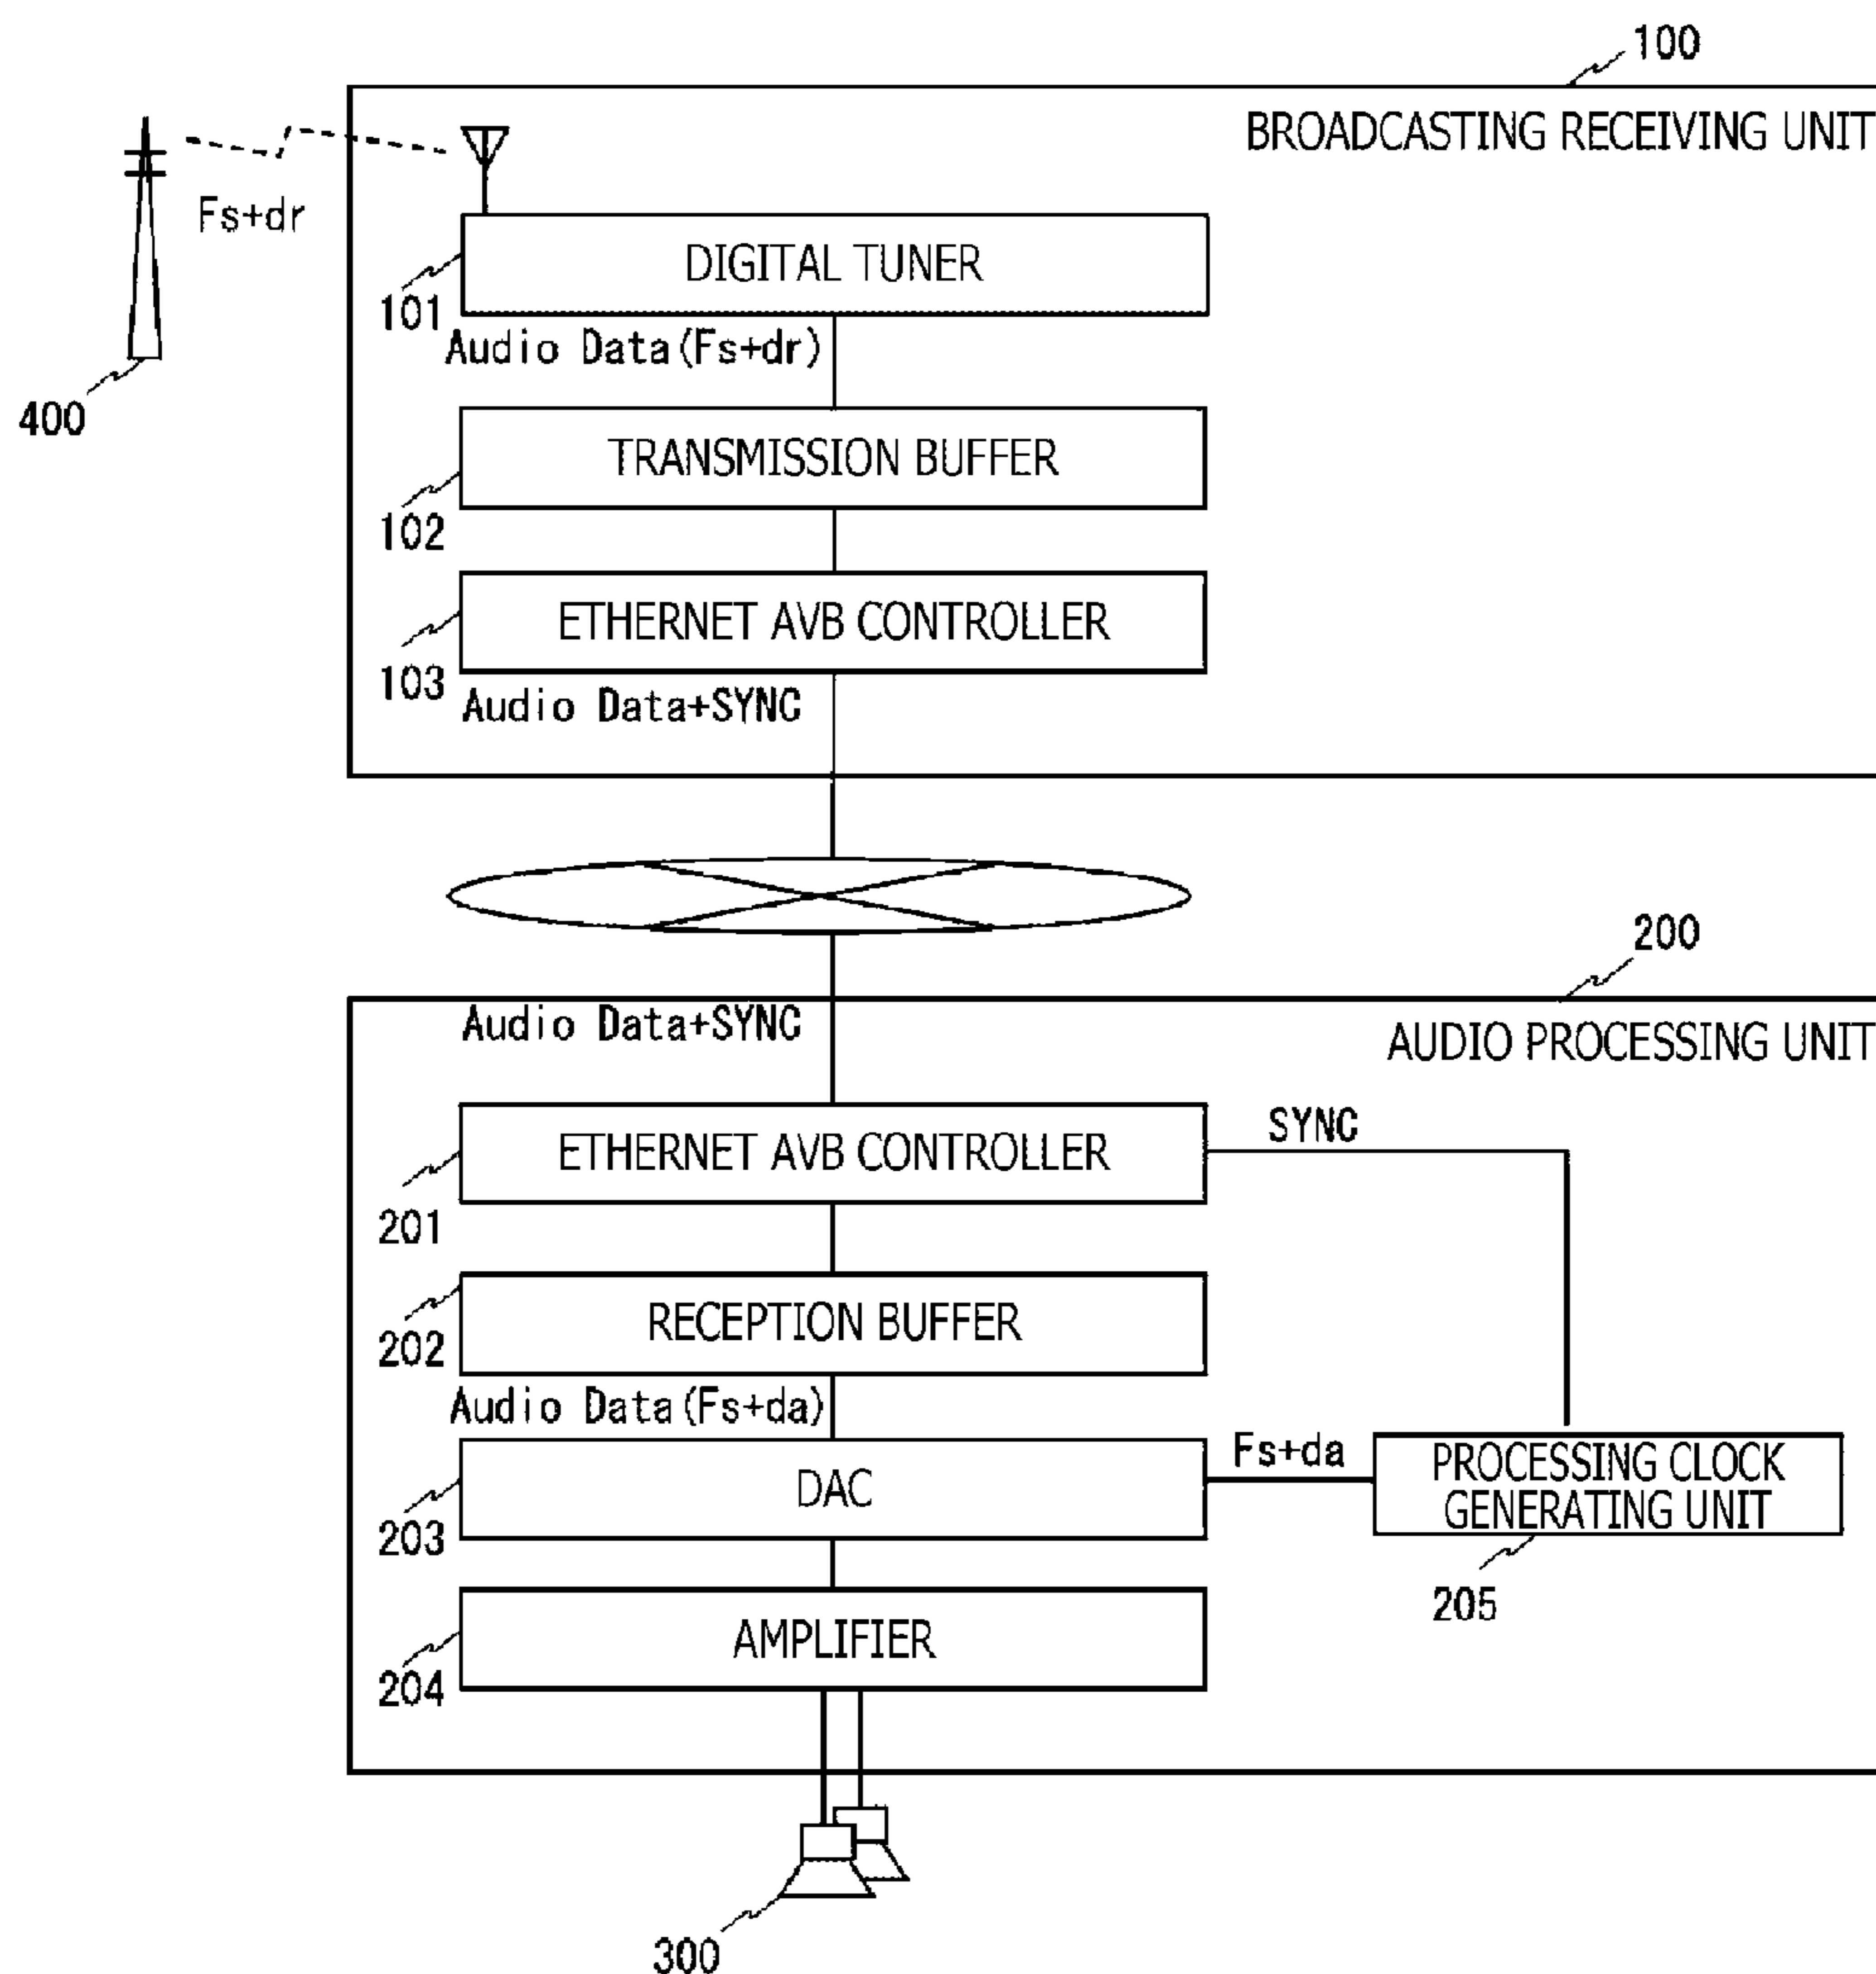 100
BROADCASTING RECEIVING UNIT
Fs+dr
DIGITAL TUNER
101
Audio Data(Fs+dr)
400
TRANSMISSION BUFFER
102
ETHERNET AVB CONTROLLER
103
Audio Data+SYNC
200
Audio Data+SYNC
AUDIO PROCESSING UNIT
SYNC
ETHERNET AVB CONTROLLER
201
RECEPTION BUFFER
202
Audio Data(Fs+da)
Fs+da
PROCESSING CLOCK
GENERATING UNIT
DAC
203
205
AMPLIFIER
204
300